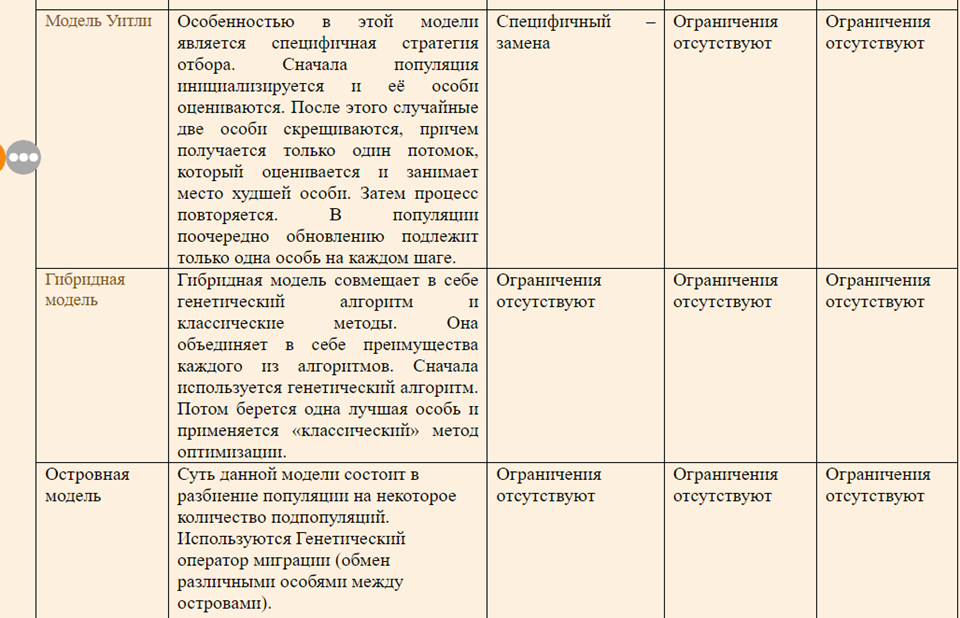 Модель Уитли
Особенностью в этой модели
является специфичная стратегия
отбора. Сначала популяция
инициализируется и её особи
оцениваются. После этого случайные
две особи скрещиваются, причем
получается только один потомок,
который оценивается и занимает
место худшей особи. Затем процесс
повторяется. В популяции
поочередно обновлению подлежит
только одна особь на каждом шаге.
Специфичный –
замена
Ограничения
отсутствуют
Ограничения
отсутствуют
Гибридная
модель
Гибридная модель совмещает в себе
генетический алгоритм и
классические методы. Она
объединяет в себе преимущества
каждого из алгоритмов. Сначала
используется генетический алгоритм.
Потом берется одна лучшая особь и
применяется «классический» метод
оптимизации.
Ограничения
отсутствуют
Ограничения
отсутствуют
Ограничения
отсутствуют
Островная
модель
Суть данной модели состоит в
разбиение популяции на некоторое
количество подпопуляций.
Используются Генетический
оператор миграции (обмен
различными особями между
островами).
Ограничения
отсутствуют
Ограничения
отсутствуют
Ограничения
отсутствуют